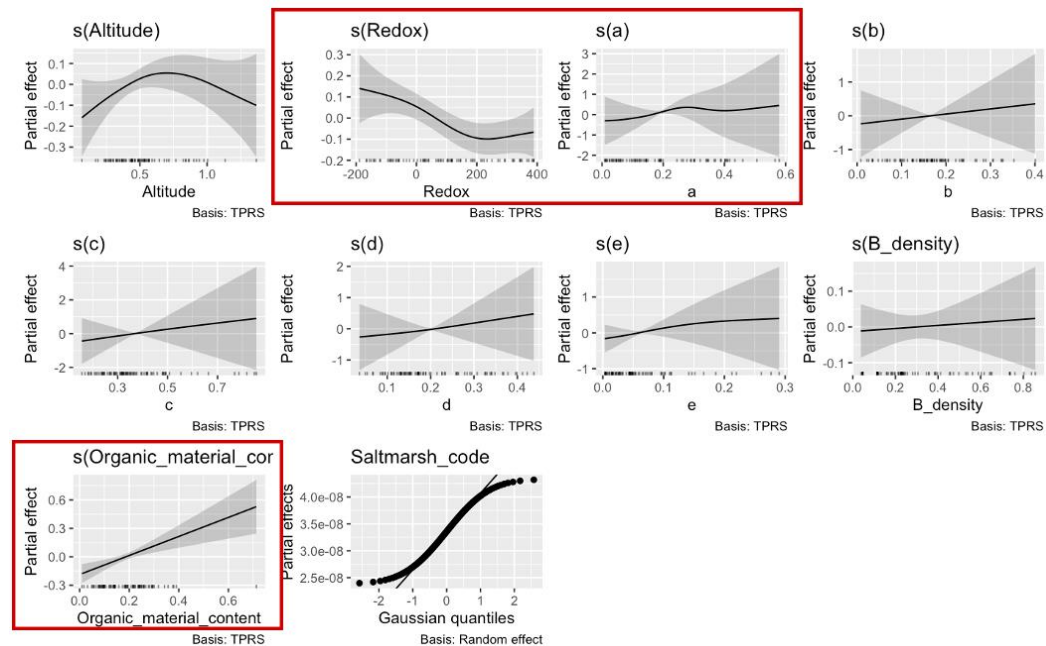 s(Altitude)
Partial effect
0.1
0.0
-0.1
-0.2
-0.3
0.5 1.0
Altitude
Basis: TPRS
s(Redox)
Partial effect
0.3
0.2
0.1
0.0
-0.1
-0.2
-200 0 200 400
Redox
Basis: TPRS
s(a)
Partial effect
3
2
1
0
-1
-2
0.0 0.2 0.4 0.6
a
Basis: TPRS
s(b)
Partial effect
1
0
-1
0.0 0.1 0.2 0.3 0.4
b
Basis: TPRS
s(c)
Partial effect
4
2
0
-2
0.3 0.5 0.7
c
Basis: TPRS
s(d)
Partial effect
2
1
0
-1
0.1 0.2 0.3 0.4
d
Basis: TPRS
s(e)
Partial effect
1
0
-1
0.0 0.1 0.2 0.3
e
Basis: TPRS
s(B_density)
Partial effect
0.1
0.0
-0.1
0.0 0.2 0.4 0.6 0.8
B_density
Basis: TPRS
s(Organic_material_cor
Partial effect
0.6
0.3
0.0
-0.3
0.0 0.2 0.4 0.6
Organic_material_content
Basis: TPRS
Saltmarsh_code
Partial effects
4.0e-08
3.5e-08
3.0e-08
2.5e-08
-2 -1 0 1 2
Gaussian quantiles
Basis: Random effect